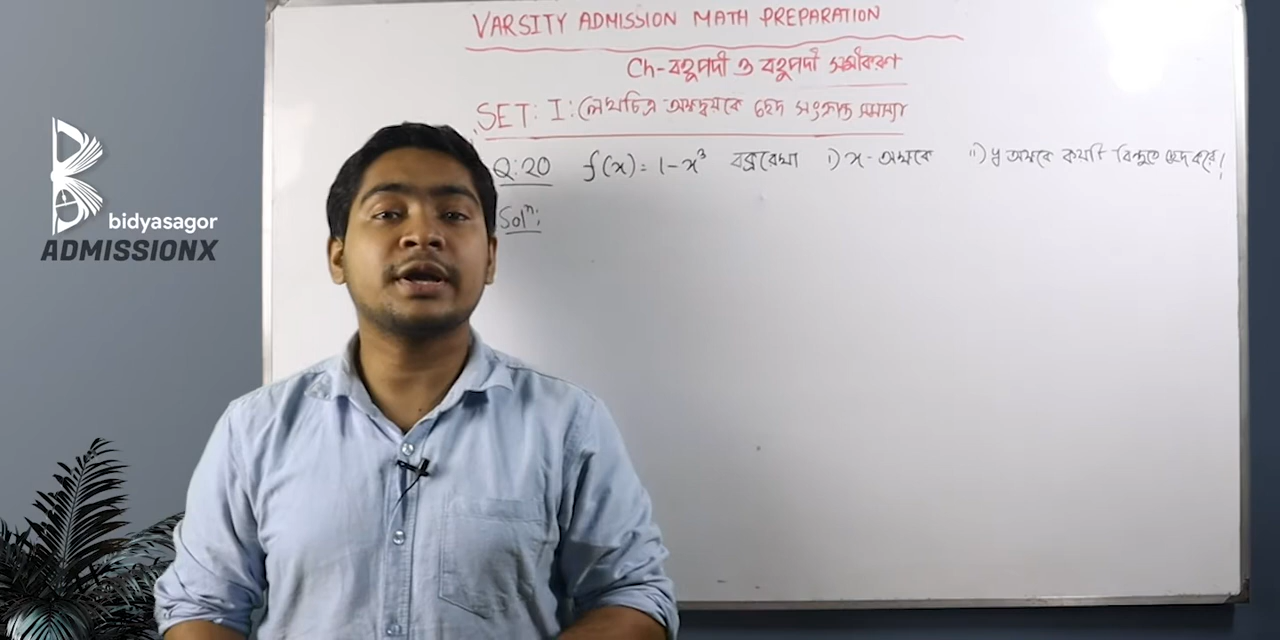 VARSITY ADMISSION MATH PREPARATION
Ch-বহুপদী ও বহুপদী সমীকরণ
SET: I: লেখচিত্র অক্ষদ্বয়কে ছেদ সংক্রান্ত সমস্যা
Q:20 f(x) = 1-x³ বক্ররেখা i) x-অক্ষকে ii) y অক্ষকে কয়টি বিন্দুতে ছেদ করে!
Solⁿ:
bidyasagor
ADMISSIONX